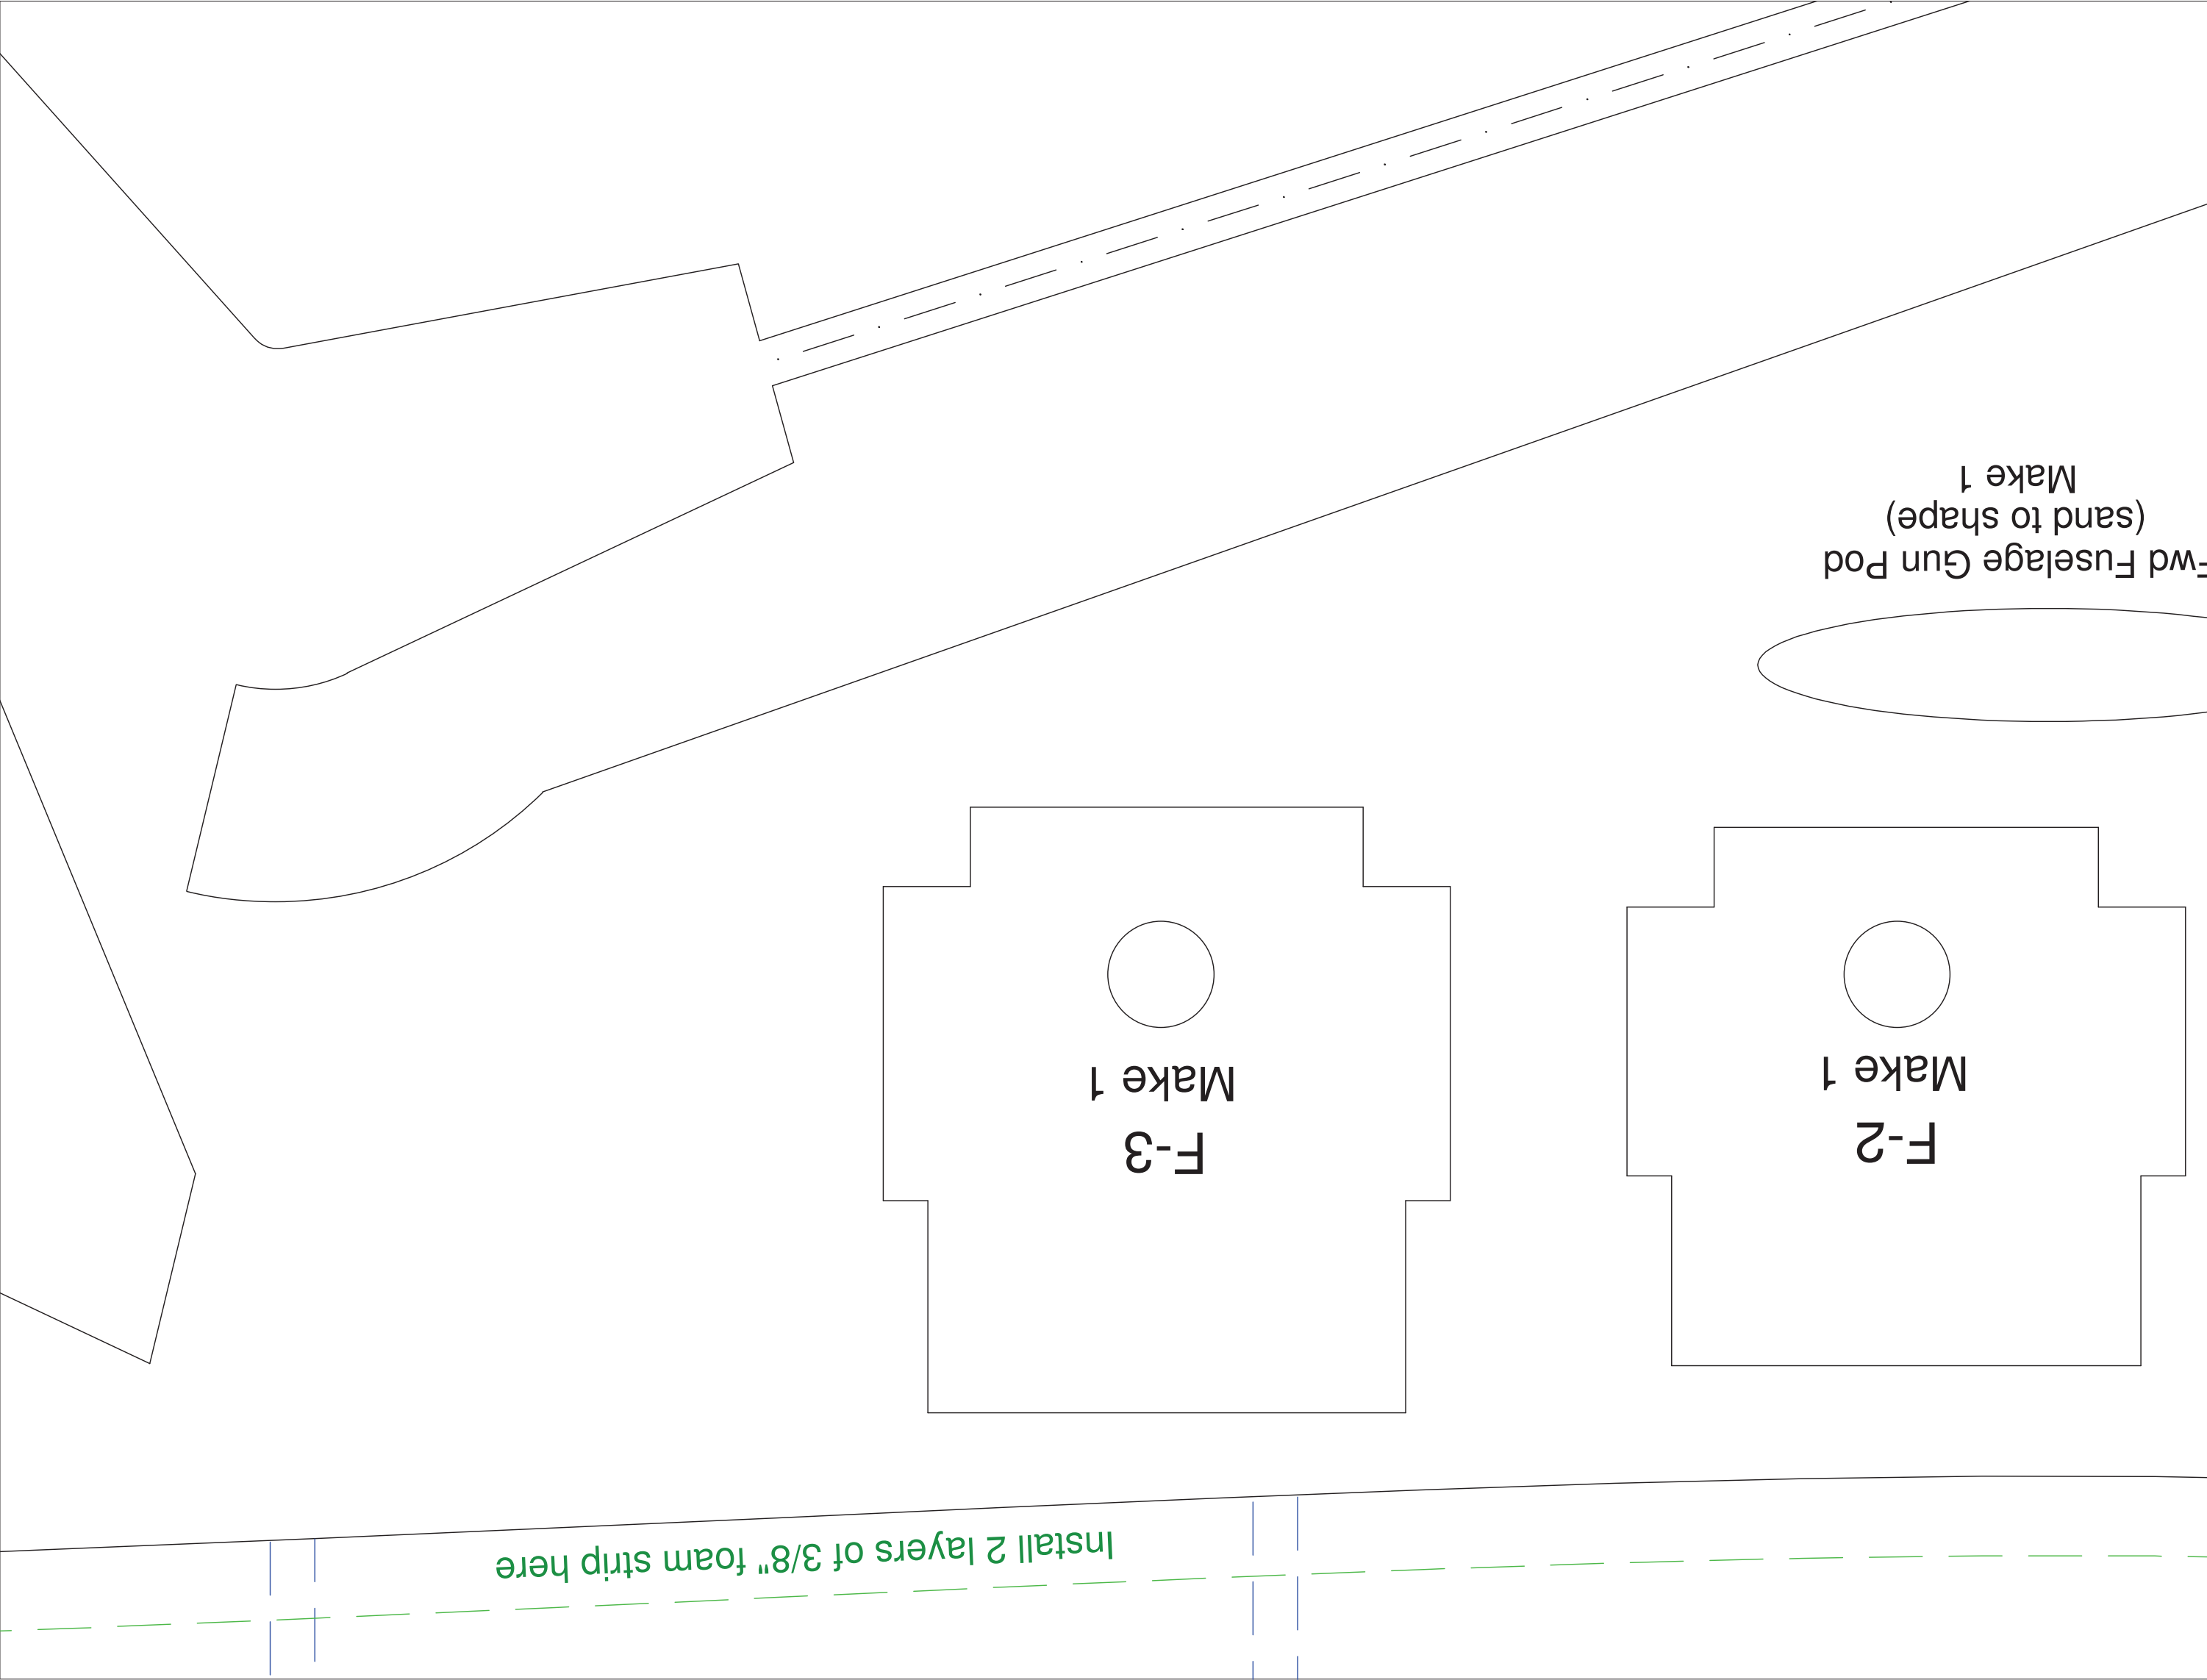 Install 2 layers of 3/8" foam strip here
F-2
Make 1
F-3
Make 1
Fwd Fuselage Gun Pod
(sand to shape)
Make 1